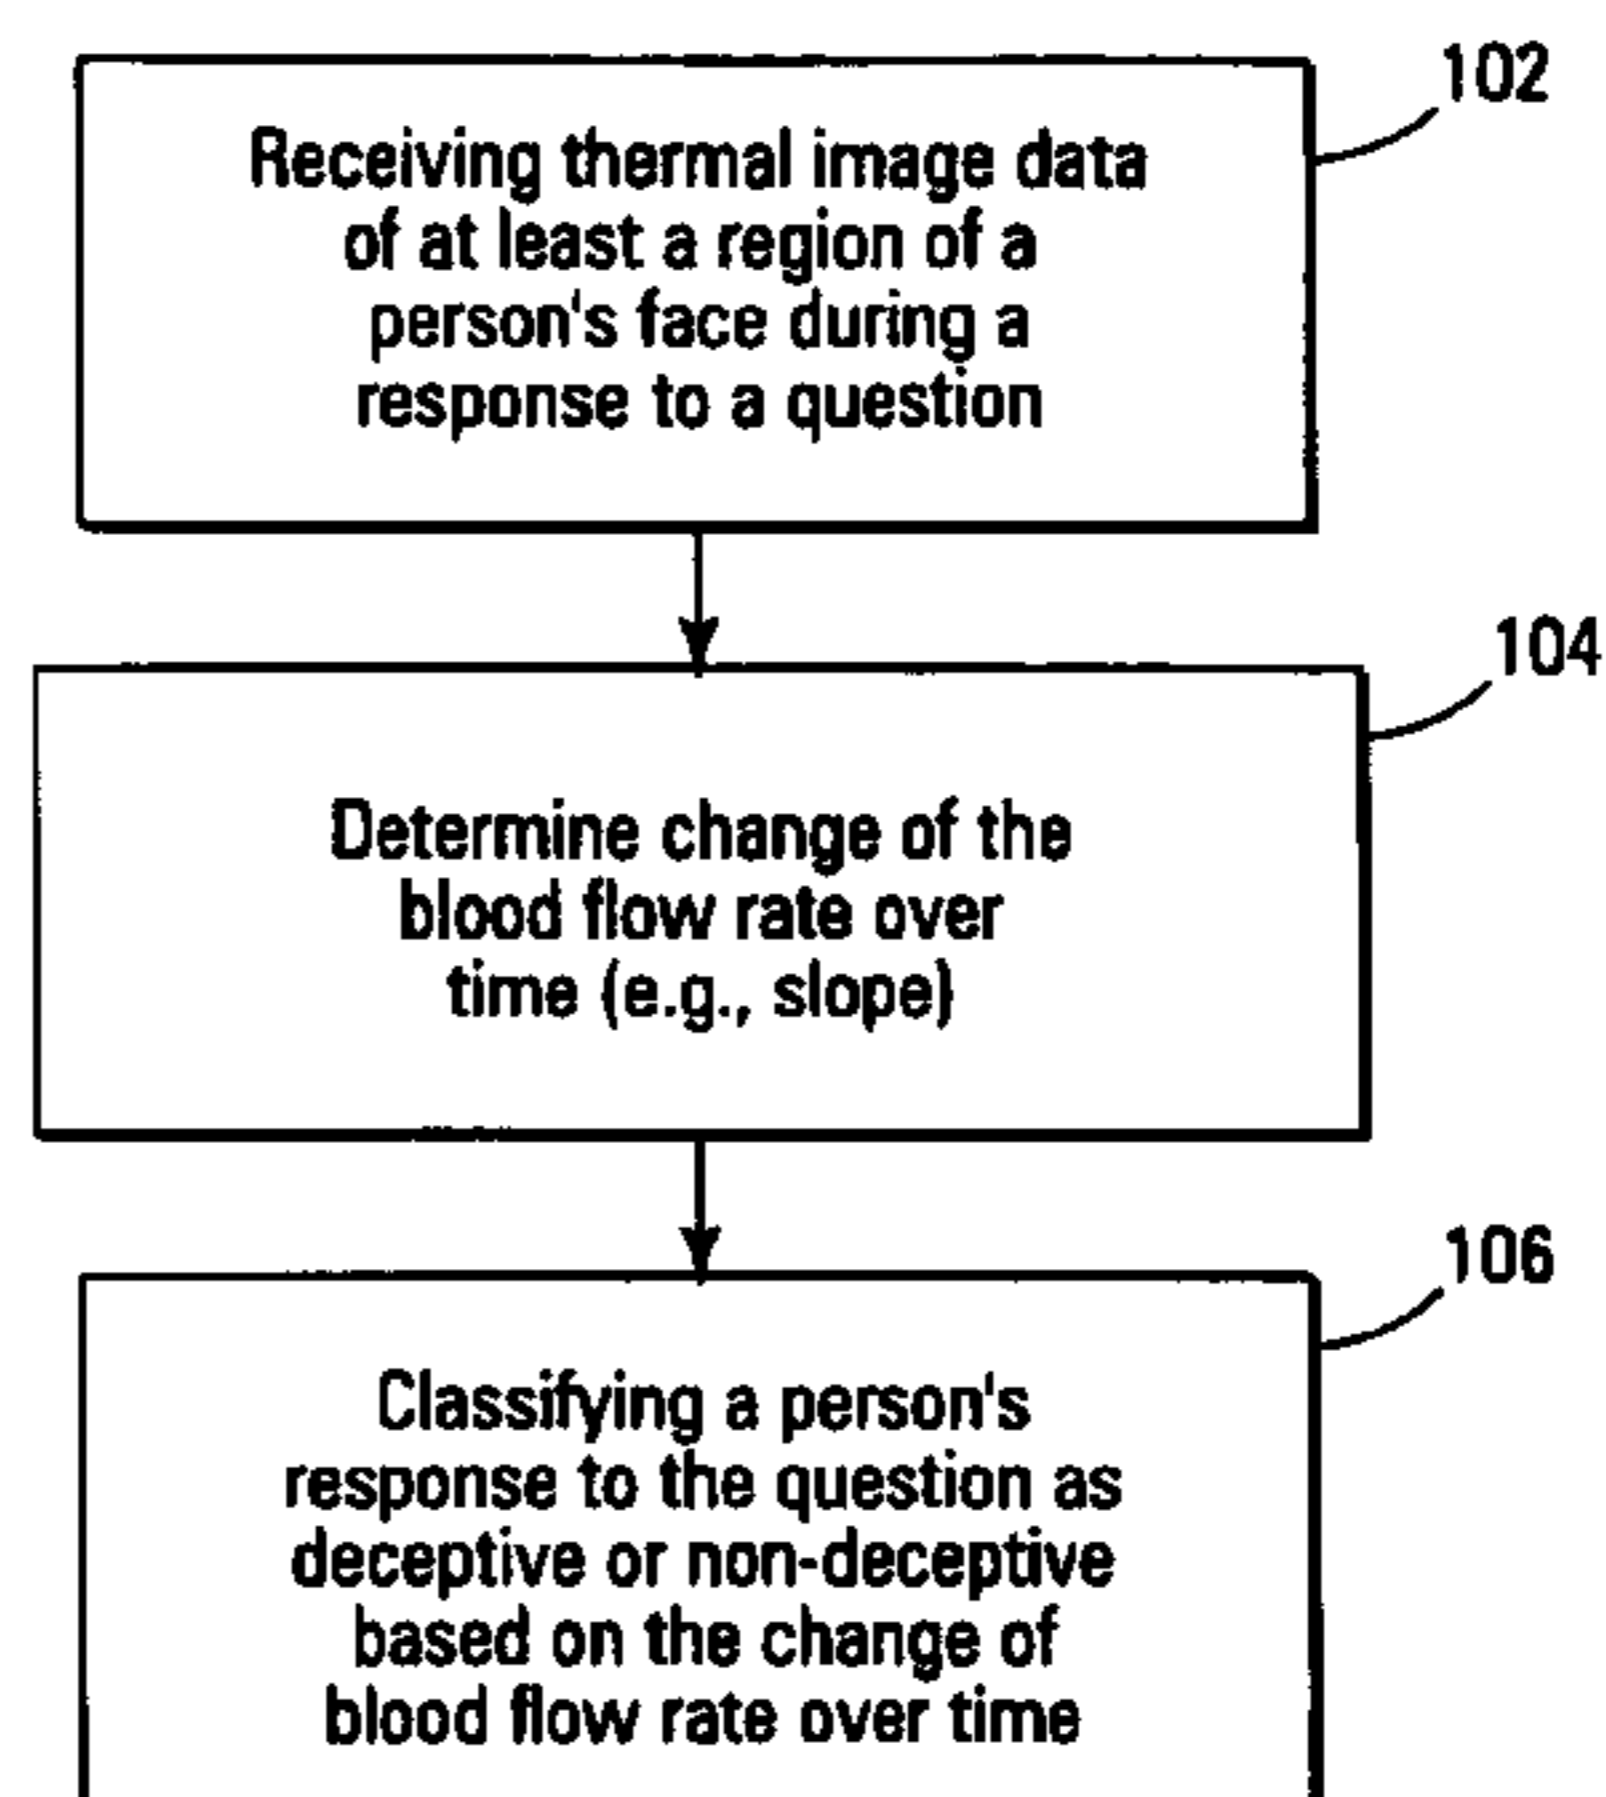 102
Receiving thermal image data
of at least a region of a
person's face during a
response to a question
104
Determine change of the
blood flow rate over
time (e.g., slope)
106
Classifying a person's
response to the question as
deceptive or non-deceptive
based on the change of
blood flow rate over time